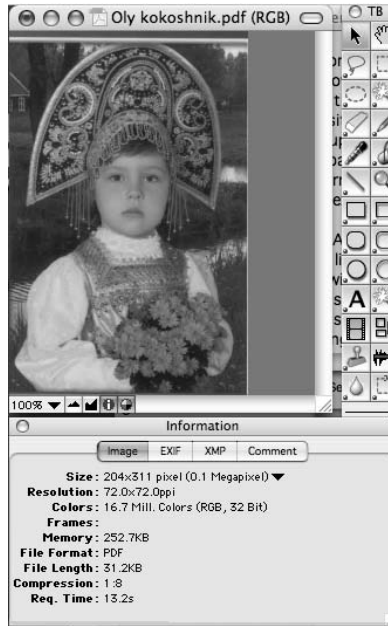 Oly kokoshnik.pdf (RGB)
TB
A
100%
Information
Image EXIF XMP Comment
Size: 204x311 pixel (0.1 Megapixel)
Resolution: 72.0x72.0ppi
Colors: 16.7 Mill. Colors (RGB, 32 Bit)
Frames:
Memory: 252.7KB
File Format: PDF
File Length: 31.2KB
Compression: 1:8
Req. Time: 13.2s